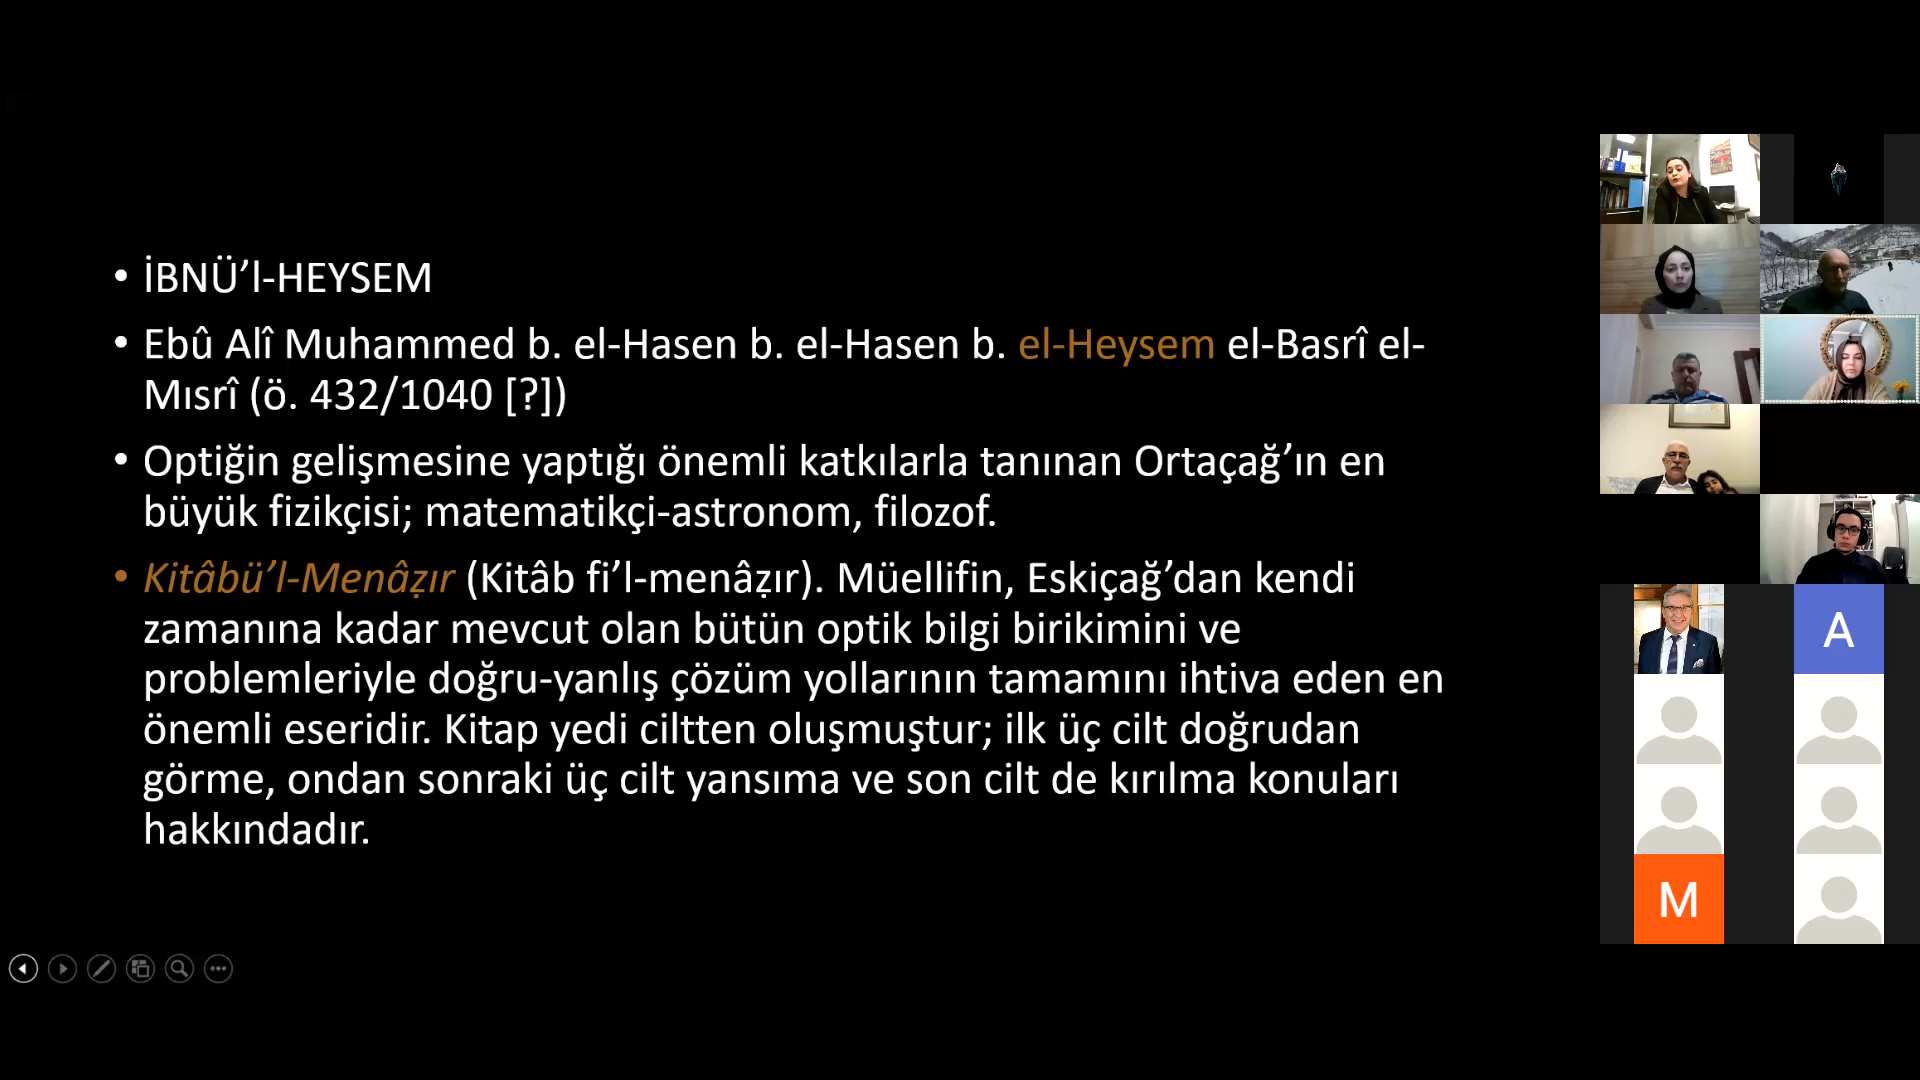 • İBNÜ’l-HEYSEM
• Ebû Alî Muhammed b. el-Hasen b. el-Hasen b. el-Heysem el-Basrî el-
Mısrî (ö. 432/1040 [?])
• Optiğin gelişmesine yaptığı önemli katkılarla tanınan Ortaçağ’ın en
büyük fizikçisi; matematikçi-astronom, filozof.
• Kitâbü’l-Menâẓır (Kitâb fi’l-menâẓır). Müellifin, Eskiçağ’dan kendi
zamanına kadar mevcut olan bütün optik bilgi birikimini ve
problemleriyle doğru-yanlış çözüm yollarının tamamını ihtiva eden en
önemli eseridir. Kitap yedi ciltten oluşmuştur; ilk üç cilt doğrudan
görme, ondan sonraki üç cilt yansıma ve son cilt de kırılma konuları
hakkındadır.
A
M